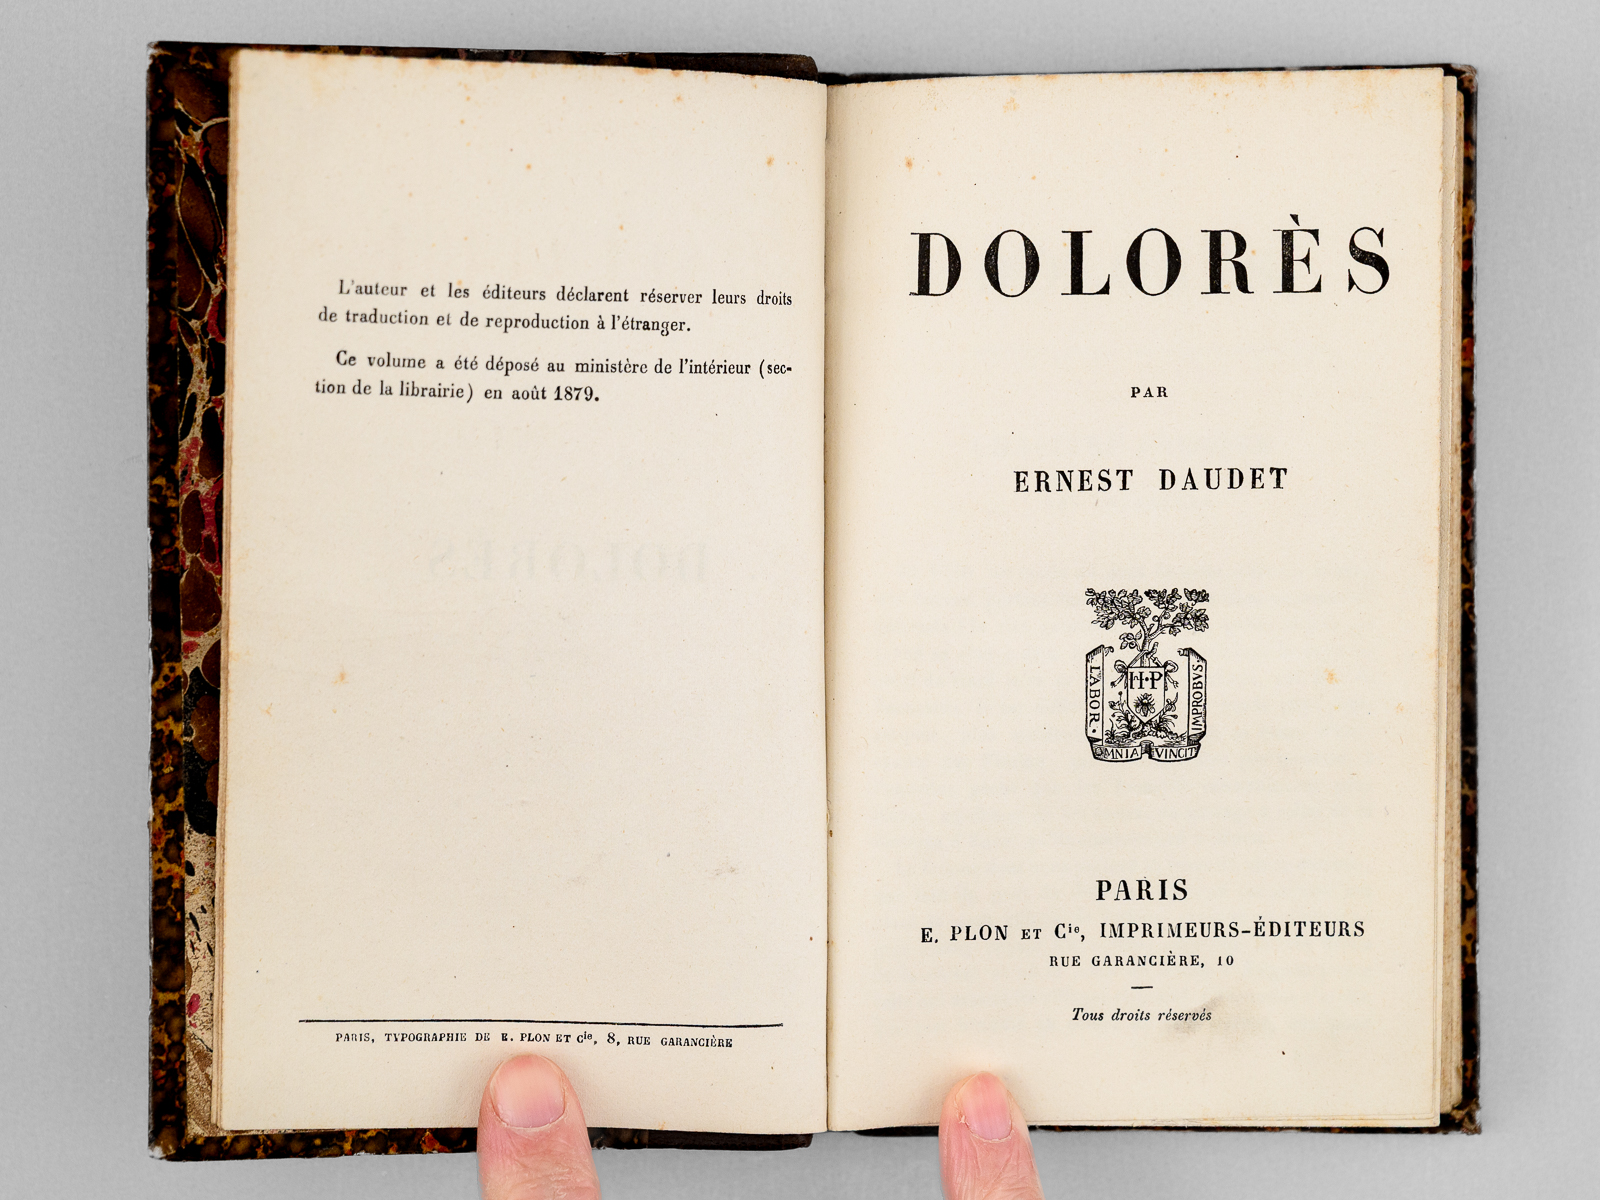 L'auteur et les éditeurs déclarent réserver leurs droits
de traduction et de reproduction à l'étranger.
Ce volume a été déposé au ministère de l'intérieur (sec-
tion de la librairie) en août 1879.
PARIS, TYPOGRAPHIE DE E. PLON ET Cie, 8, RUE GARANCIÈRE
DOLORÈS
PAR
ERNEST DAUDET
H·P
LABOR·
OMNIA
VINCIT
IMPROBVS·
PARIS
E. PLON ET Cie, IMPRIMEURS-ÉDITEURS
RUE GARANCIÈRE, 10
Tous droits réservés